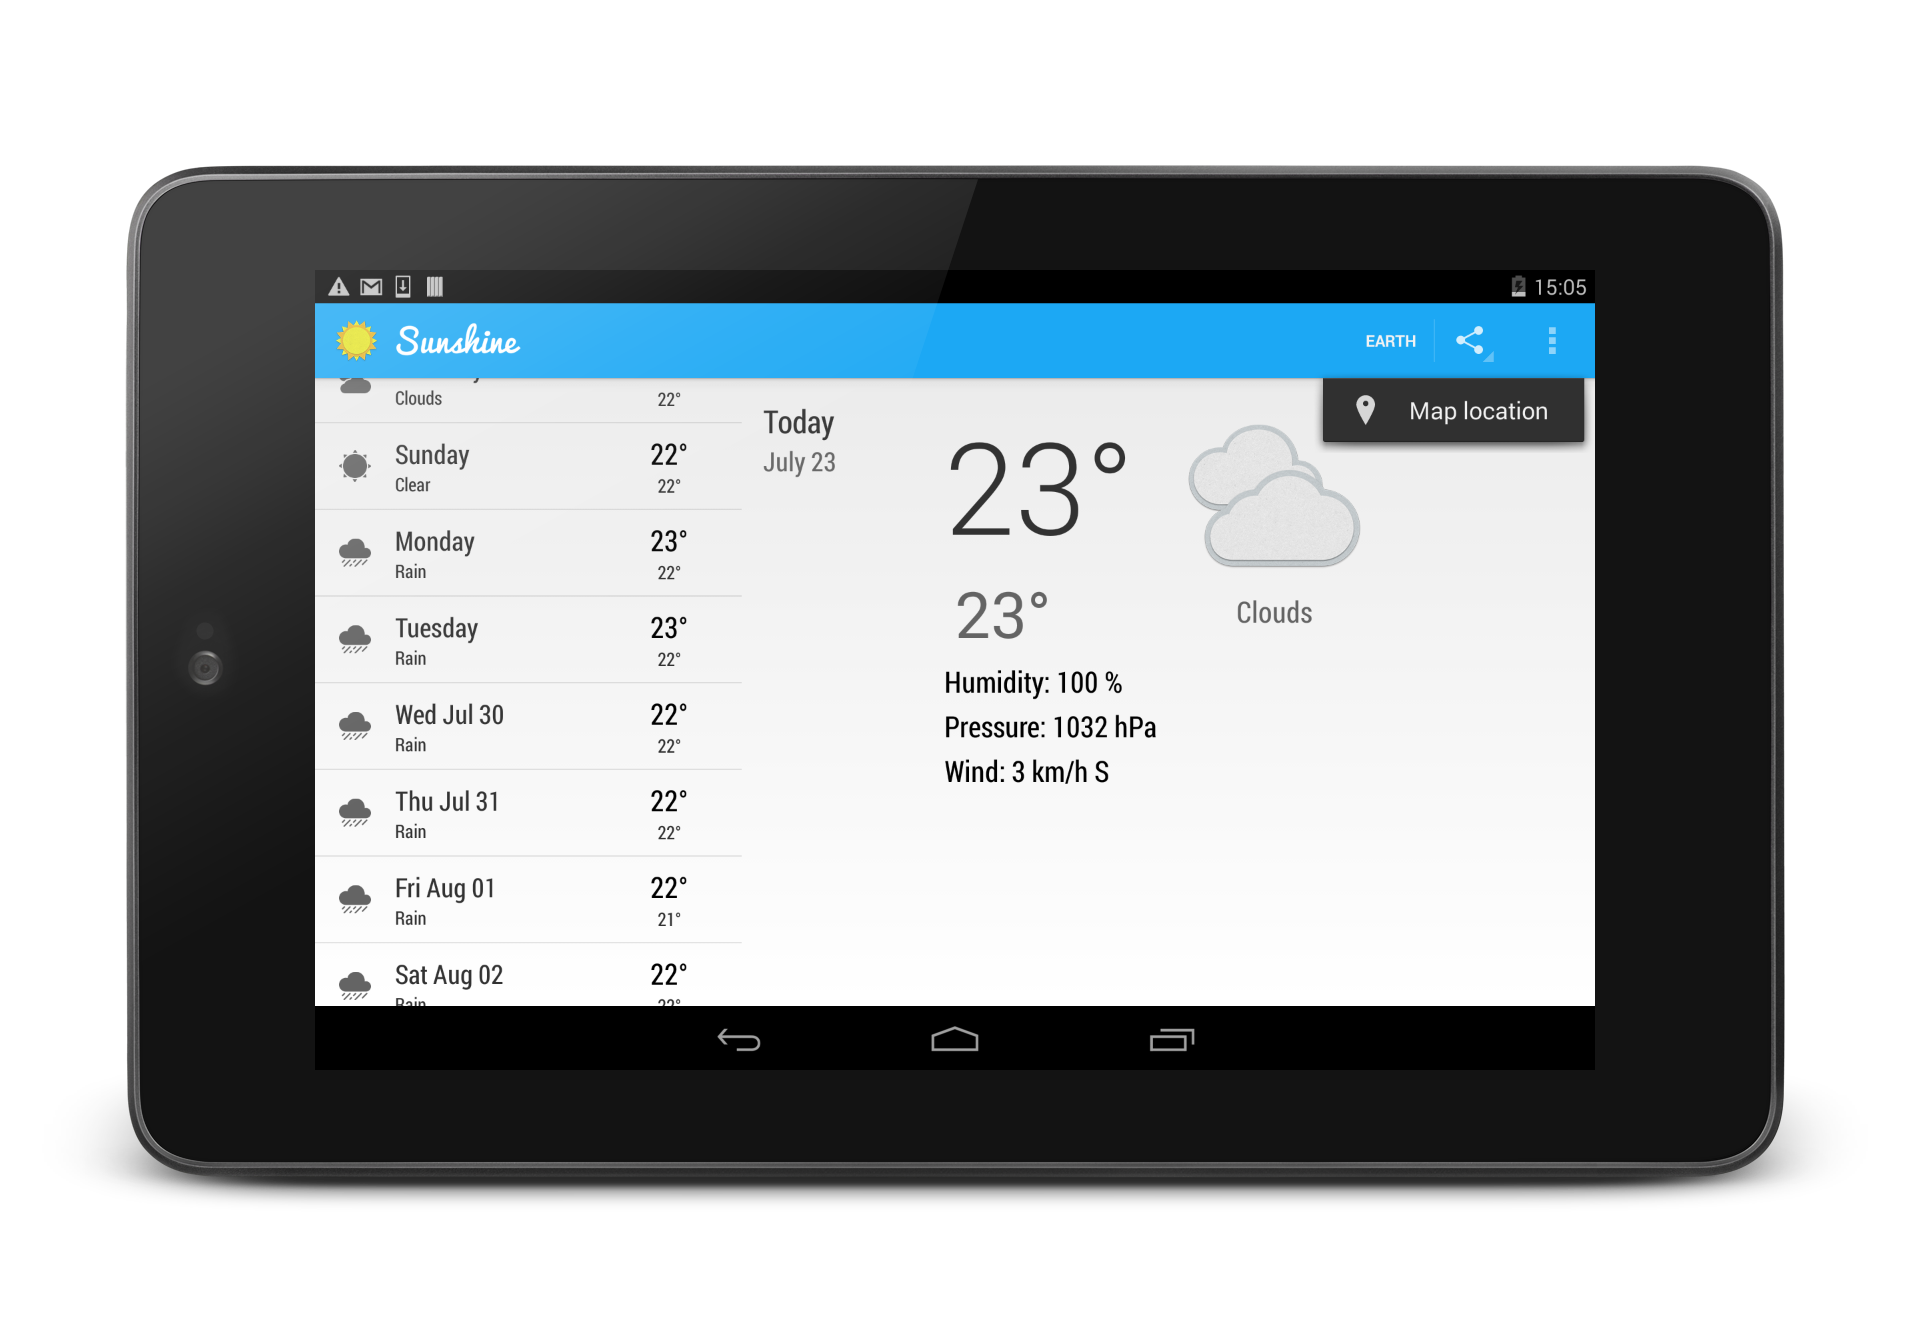 15:05
Sunshine
EARTH
Map location
Clouds
22°
Sunday
22°
Clear
22°
Monday
23°
Rain
22°
Tuesday
23°
Rain
22°
Wed Jul 30
22°
Rain
22°
Thu Jul 31
22°
Rain
22°
Fri Aug 01
22°
Rain
21°
Sat Aug 02
22°
Rain
22°
Today
July 23
23°
23°
Clouds
Humidity: 100 %
Pressure: 1032 hPa
Wind: 3 km/h S